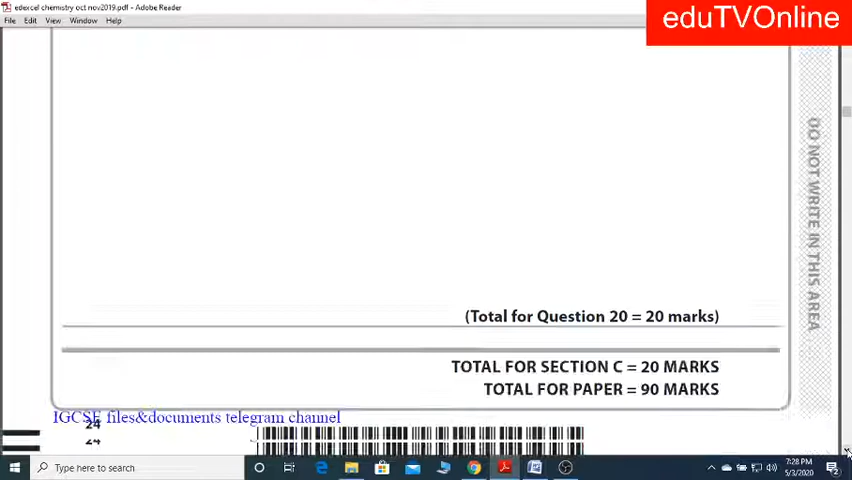 edexcel chemistry oct nov2019.pdf - Adobe Reader
File Edit View Window Help
eduTVOnline
DO NOT WRITE IN THIS AREA
(Total for Question 20 = 20 marks)
TOTAL FOR SECTION C = 20 MARKS
TOTAL FOR PAPER = 90 MARKS
IGCSE files&documents telegram channel
24
24
Type here to search
7:28 PM
5/3/2020
2